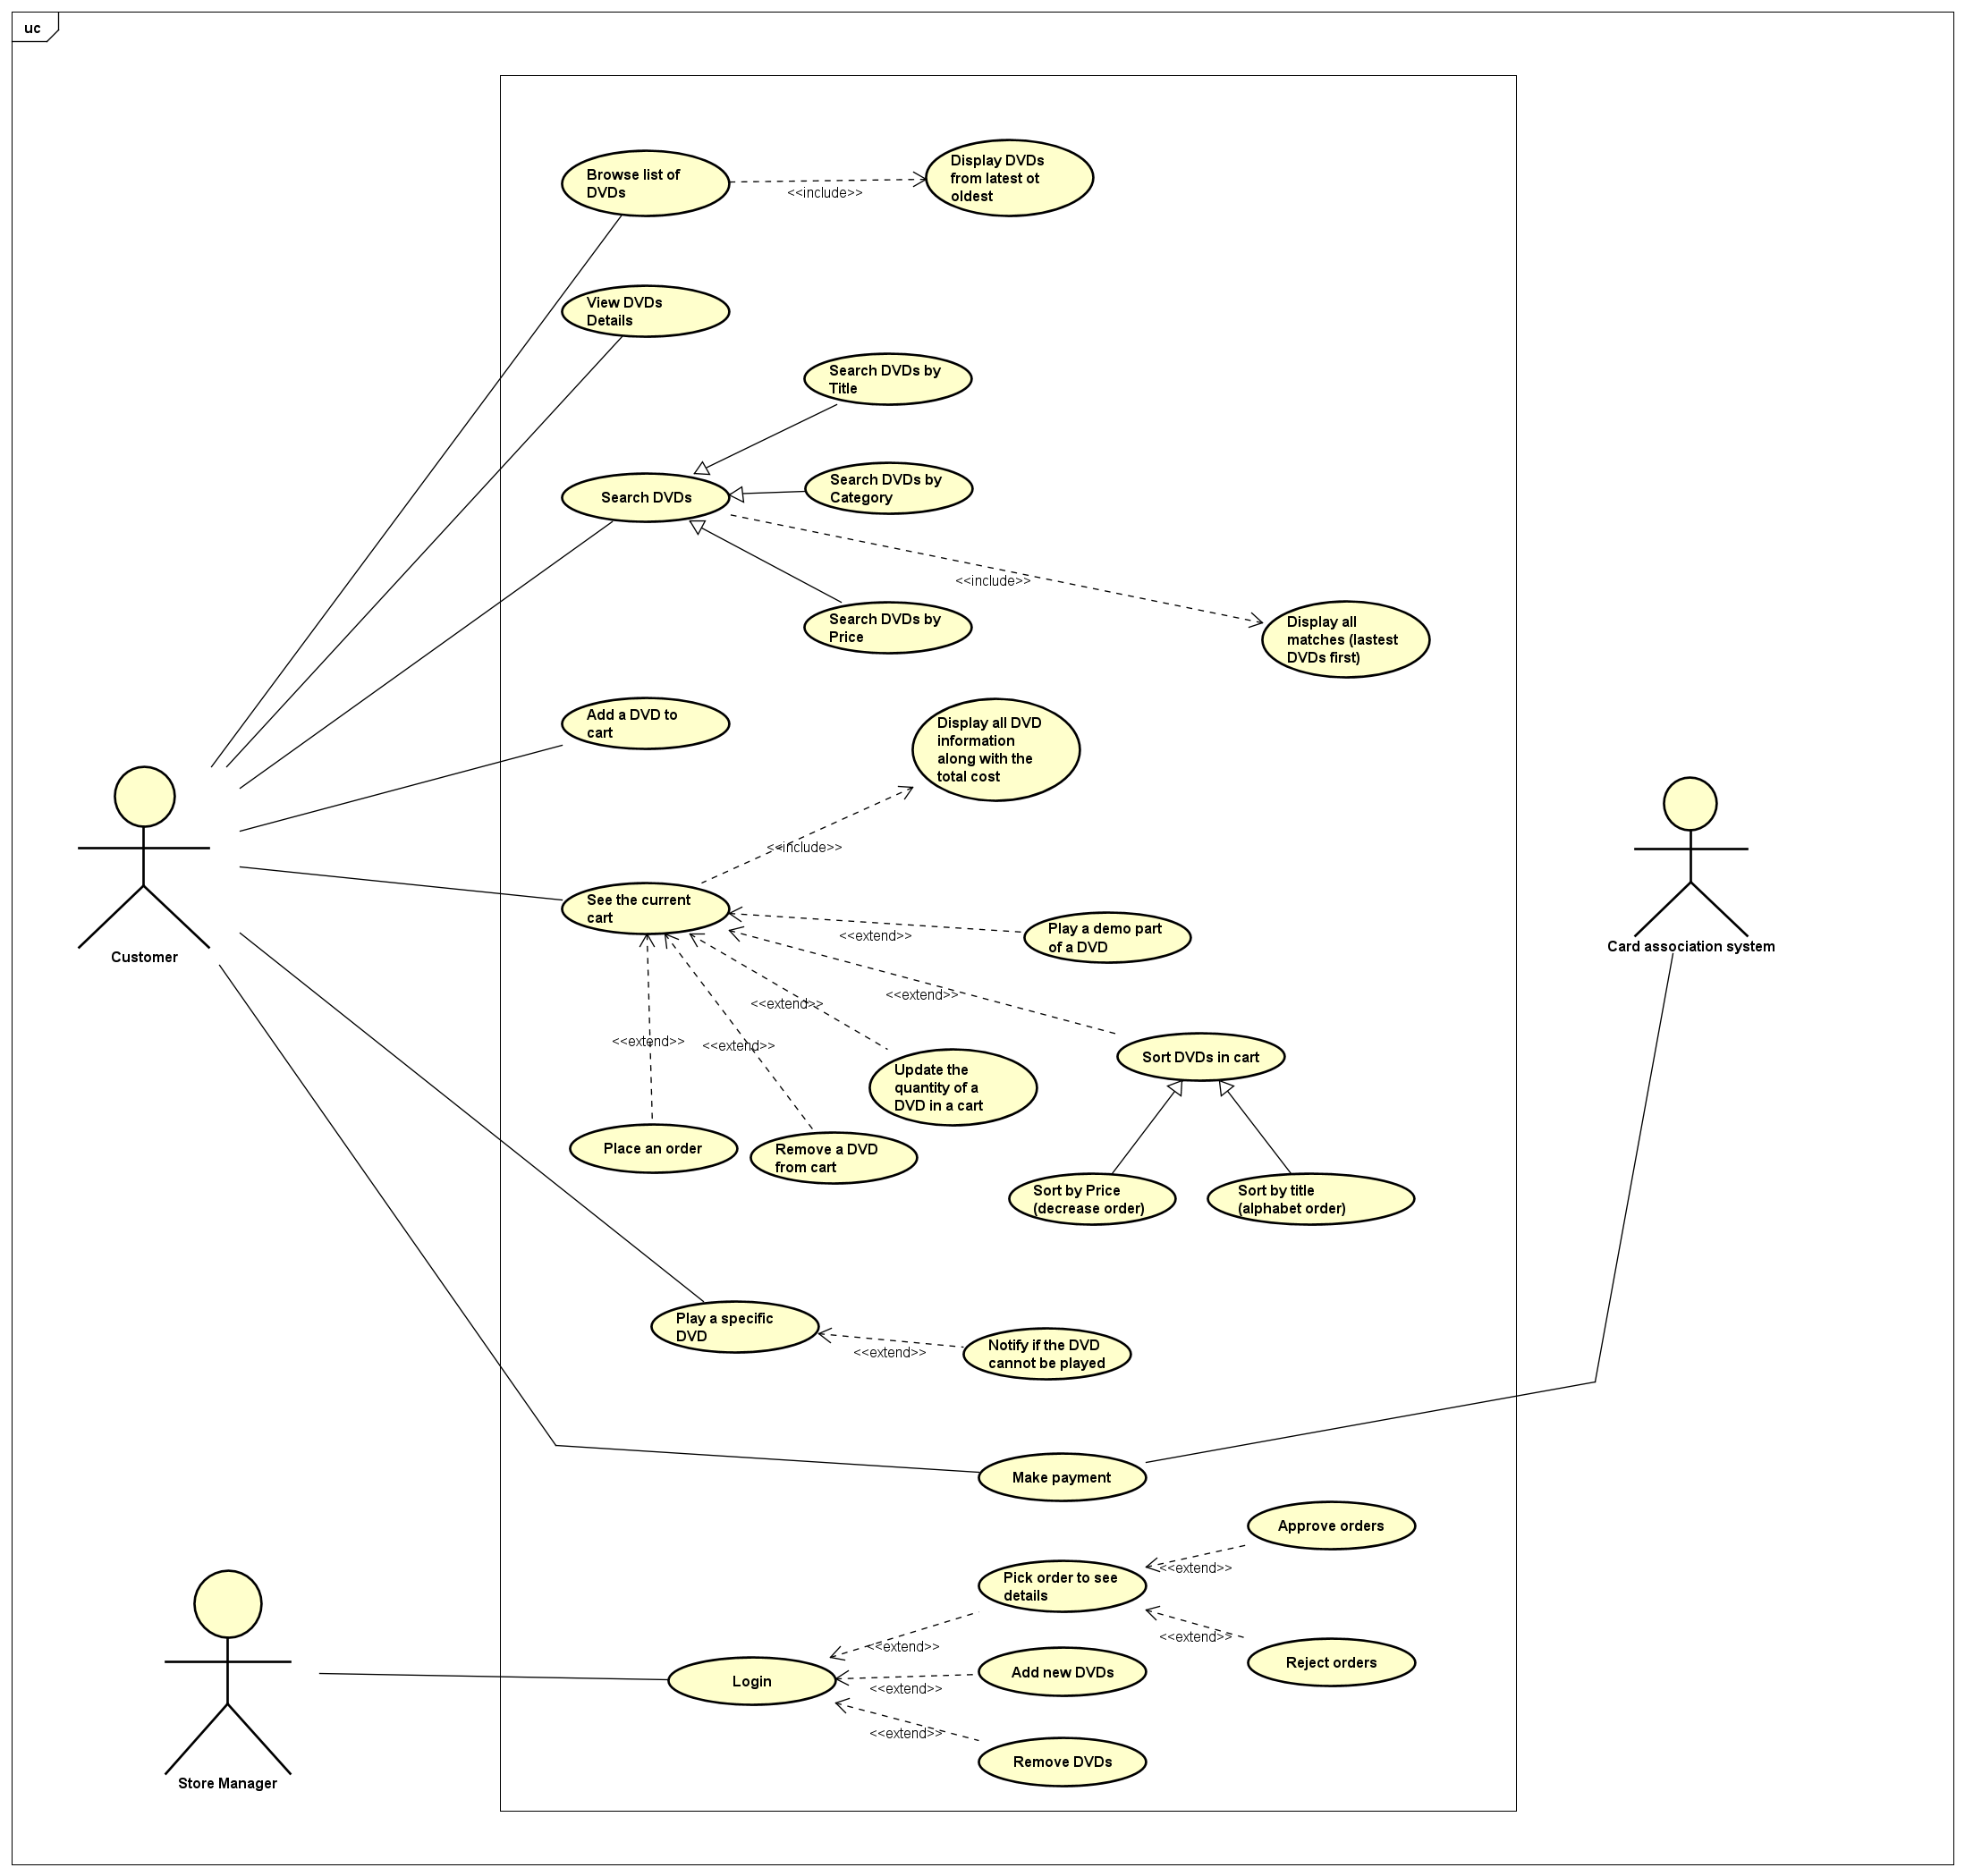 uc
Browse list of
DVDs
<<include>>
Display DVDs
from latest ot
oldest
View DVDs
Details
Search DVDs by
Title
Search DVDs
Search DVDs by
Category
<<include>>
Search DVDs by
Price
Display all
matches (lastest
DVDs first)
Add a DVD to
cart
Display all DVD
information
along with the
total cost
<<include>>
Customer
Card association system
See the current
cart
<<extend>>
Play a demo part
of a DVD
<<extend>>
<<extend>>
<<extend>>
<<extend>>
Sort DVDs in cart
Update the
quantity of a
DVD in a cart
Place an order
Remove a DVD
from cart
Sort by Price
(decrease order)
Sort by title
(alphabet order)
Play a specific
DVD
<<extend>>
Notify if the DVD
cannot be played
Make payment
Approve orders
<<extend>>
Pick order to see
details
<<extend>>
Reject orders
<<extend>>
Login
<<extend>>
Add new DVDs
<<extend>>
Remove DVDs
Store Manager